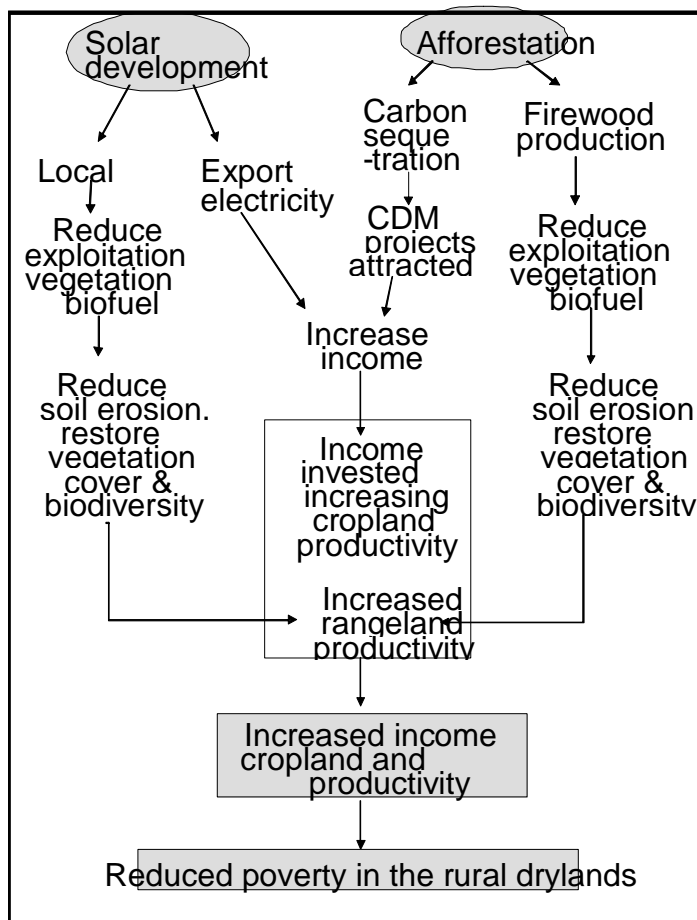 Solar
development
Afforestation
Local
Export
electricity
Carbon
seque
-tration
Firewood
production
Reduce
exploitation
vegetation
biofuel
CDM
projects
attracted
Reduce
exploitation
vegetation
biofuel
Increase
income
Reduce
soil erosion.
restore
vegetation
cover &
biodiversity
Income
invested
increasing
cropland
productivity
Reduce
soil erosion
restore
vegetation
cover &
biodiversity
Increased
rangeland
productivity
Increased income
cropland and
productivity
Reduced poverty in the rural drylands